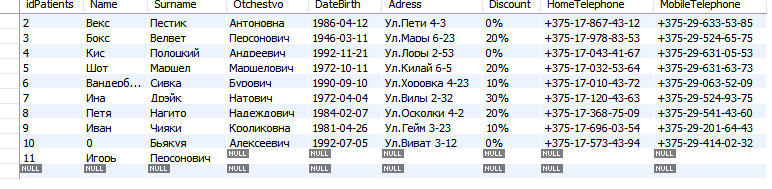 idPatients Name Surname Otchestvo DateBirth Adress Discount HomeTelephone MobileTelephone
2 Векс Пестик Антоновна 1986-04-12 Ул.Пети 4-3 0% +375-17-867-43-12 +375-29-633-53-85
3 Бокс Велвет Персонович 1946-03-11 Ул.Мары 6-23 20% +375-17-978-83-53 +375-29-524-65-75
4 Кис Полоцкий Андреевич 1992-11-21 Ул.Лоры 2-53 0% +375-17-043-41-67 +375-29-631-05-53
5 Шот Маршел Маршелович 1972-10-11 Ул.Килай 6-5 20% +375-17-032-53-64 +375-29-631-63-73
6 Вандерб... Сивка Бурович 1990-09-10 Ул.Хоровка 4-23 10% +375-17-010-43-72 +375-29-063-52-09
7 Ина Дрэйк Натович 1972-04-04 Ул.Вилы 2-32 30% +375-17-120-43-63 +375-29-524-93-75
8 Петя Нагито Надеждович 1984-02-07 Ул.Осколки 4-2 20% +375-17-368-75-09 +375-29-541-43-60
9 Иван Чияки Кроликовна 1981-04-26 Ул.Гейм 3-23 10% +375-17-696-03-54 +375-29-201-64-43
10 0 Бьякуя Алексеевич 1992-07-05 Ул.Виват 3-12 0% +375-17-573-43-94 +375-29-414-02-32
11 Игорь Персонович NULL NULL NULL NULL NULL NULL
NULL NULL NULL NULL NULL NULL NULL NULL NULL